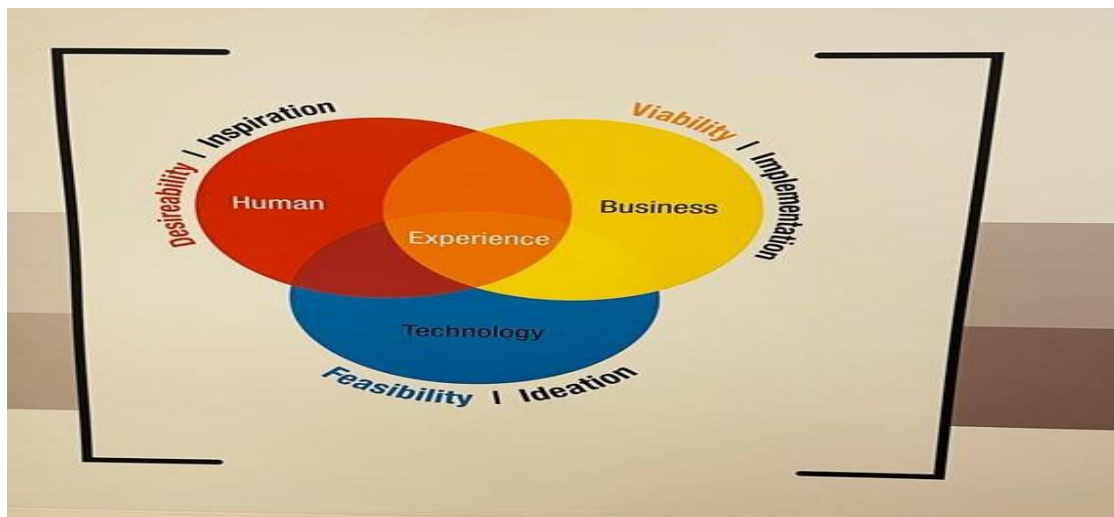 Desireability | Inspiration
Viability | Implementation
Human
Business
Experience
Technology
Feasibility | Ideation